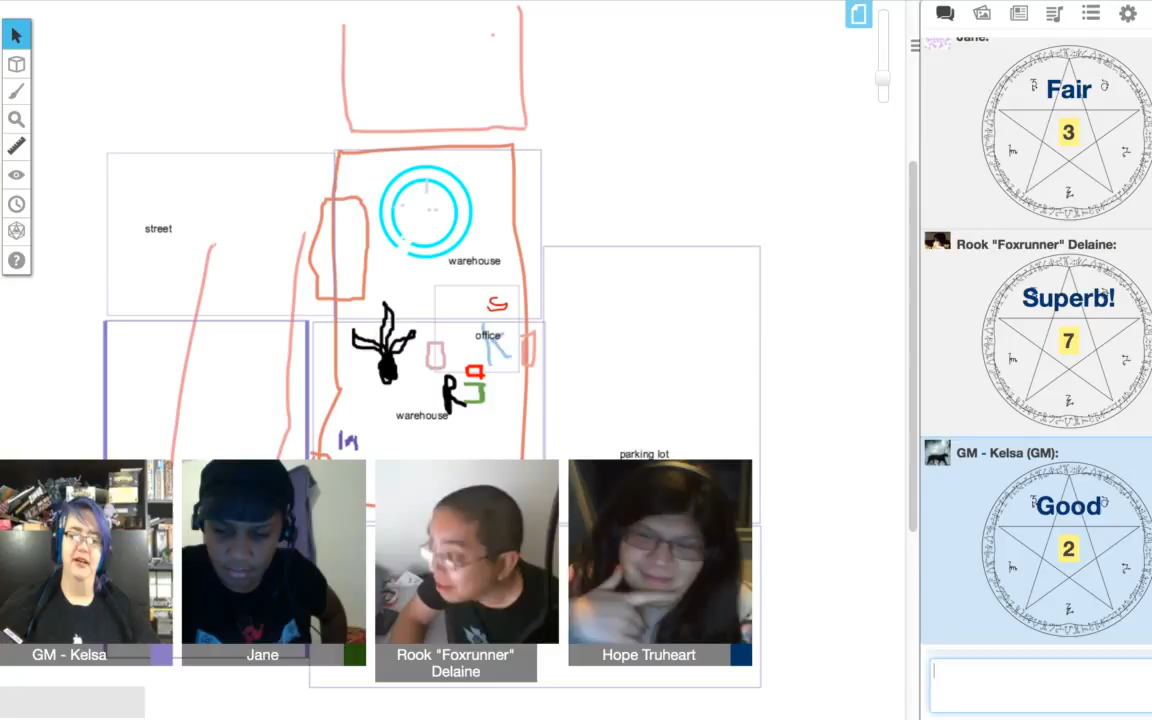 Jane:
Fair
3
Rook "Foxrunner" Delaine:
Superb!
7
GM - Kelsa (GM):
Good
2
street
warehouse
S
office
K
R
J
warehouse
parking lot
GM - Kelsa
Jane
Rook "Foxrunner"
Delaine
Hope Truheart